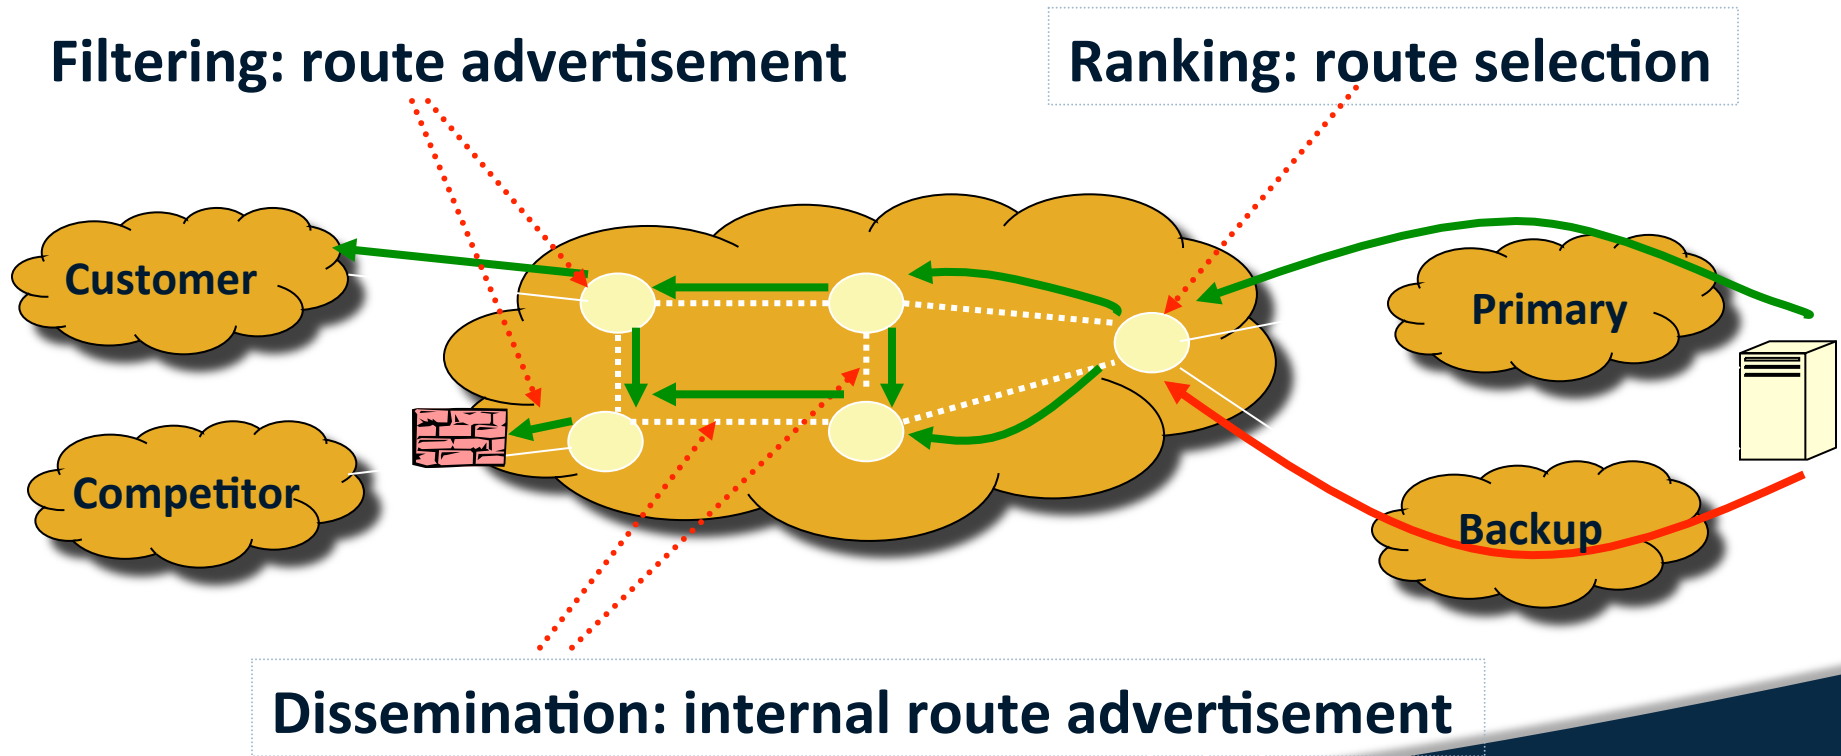 Filtering: route advertisement
Ranking: route selection
Customer
Primary
Competitor
Backup
Dissemination: internal route advertisement